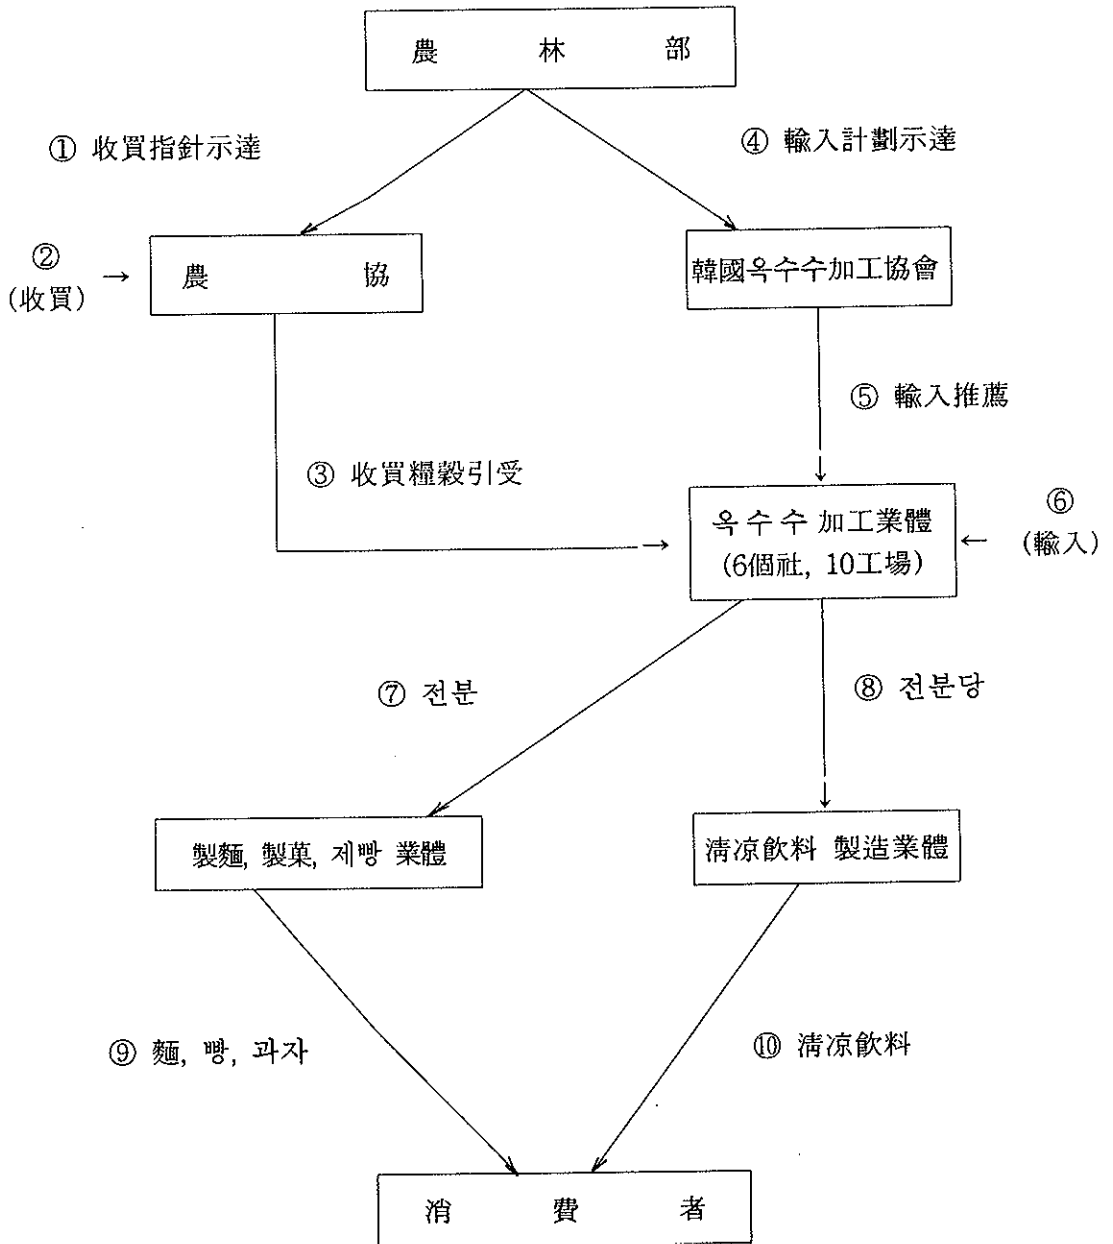 農 林 部
① 收買指針示達
④ 輸入計劃示達
②
(收買)
農 協
韓國옥수수加工協會
⑤ 輸入推薦
③ 收買糧穀引受
옥수수 加工業體
(6個社, 10工場)
⑥
(輸入)
⑦ 전분
⑧ 전분당
製麵, 製菓, 제빵 業體
淸凉飮料 製造業體
⑨ 麵, 빵, 과자
⑩ 淸凉飮料
消 費 者